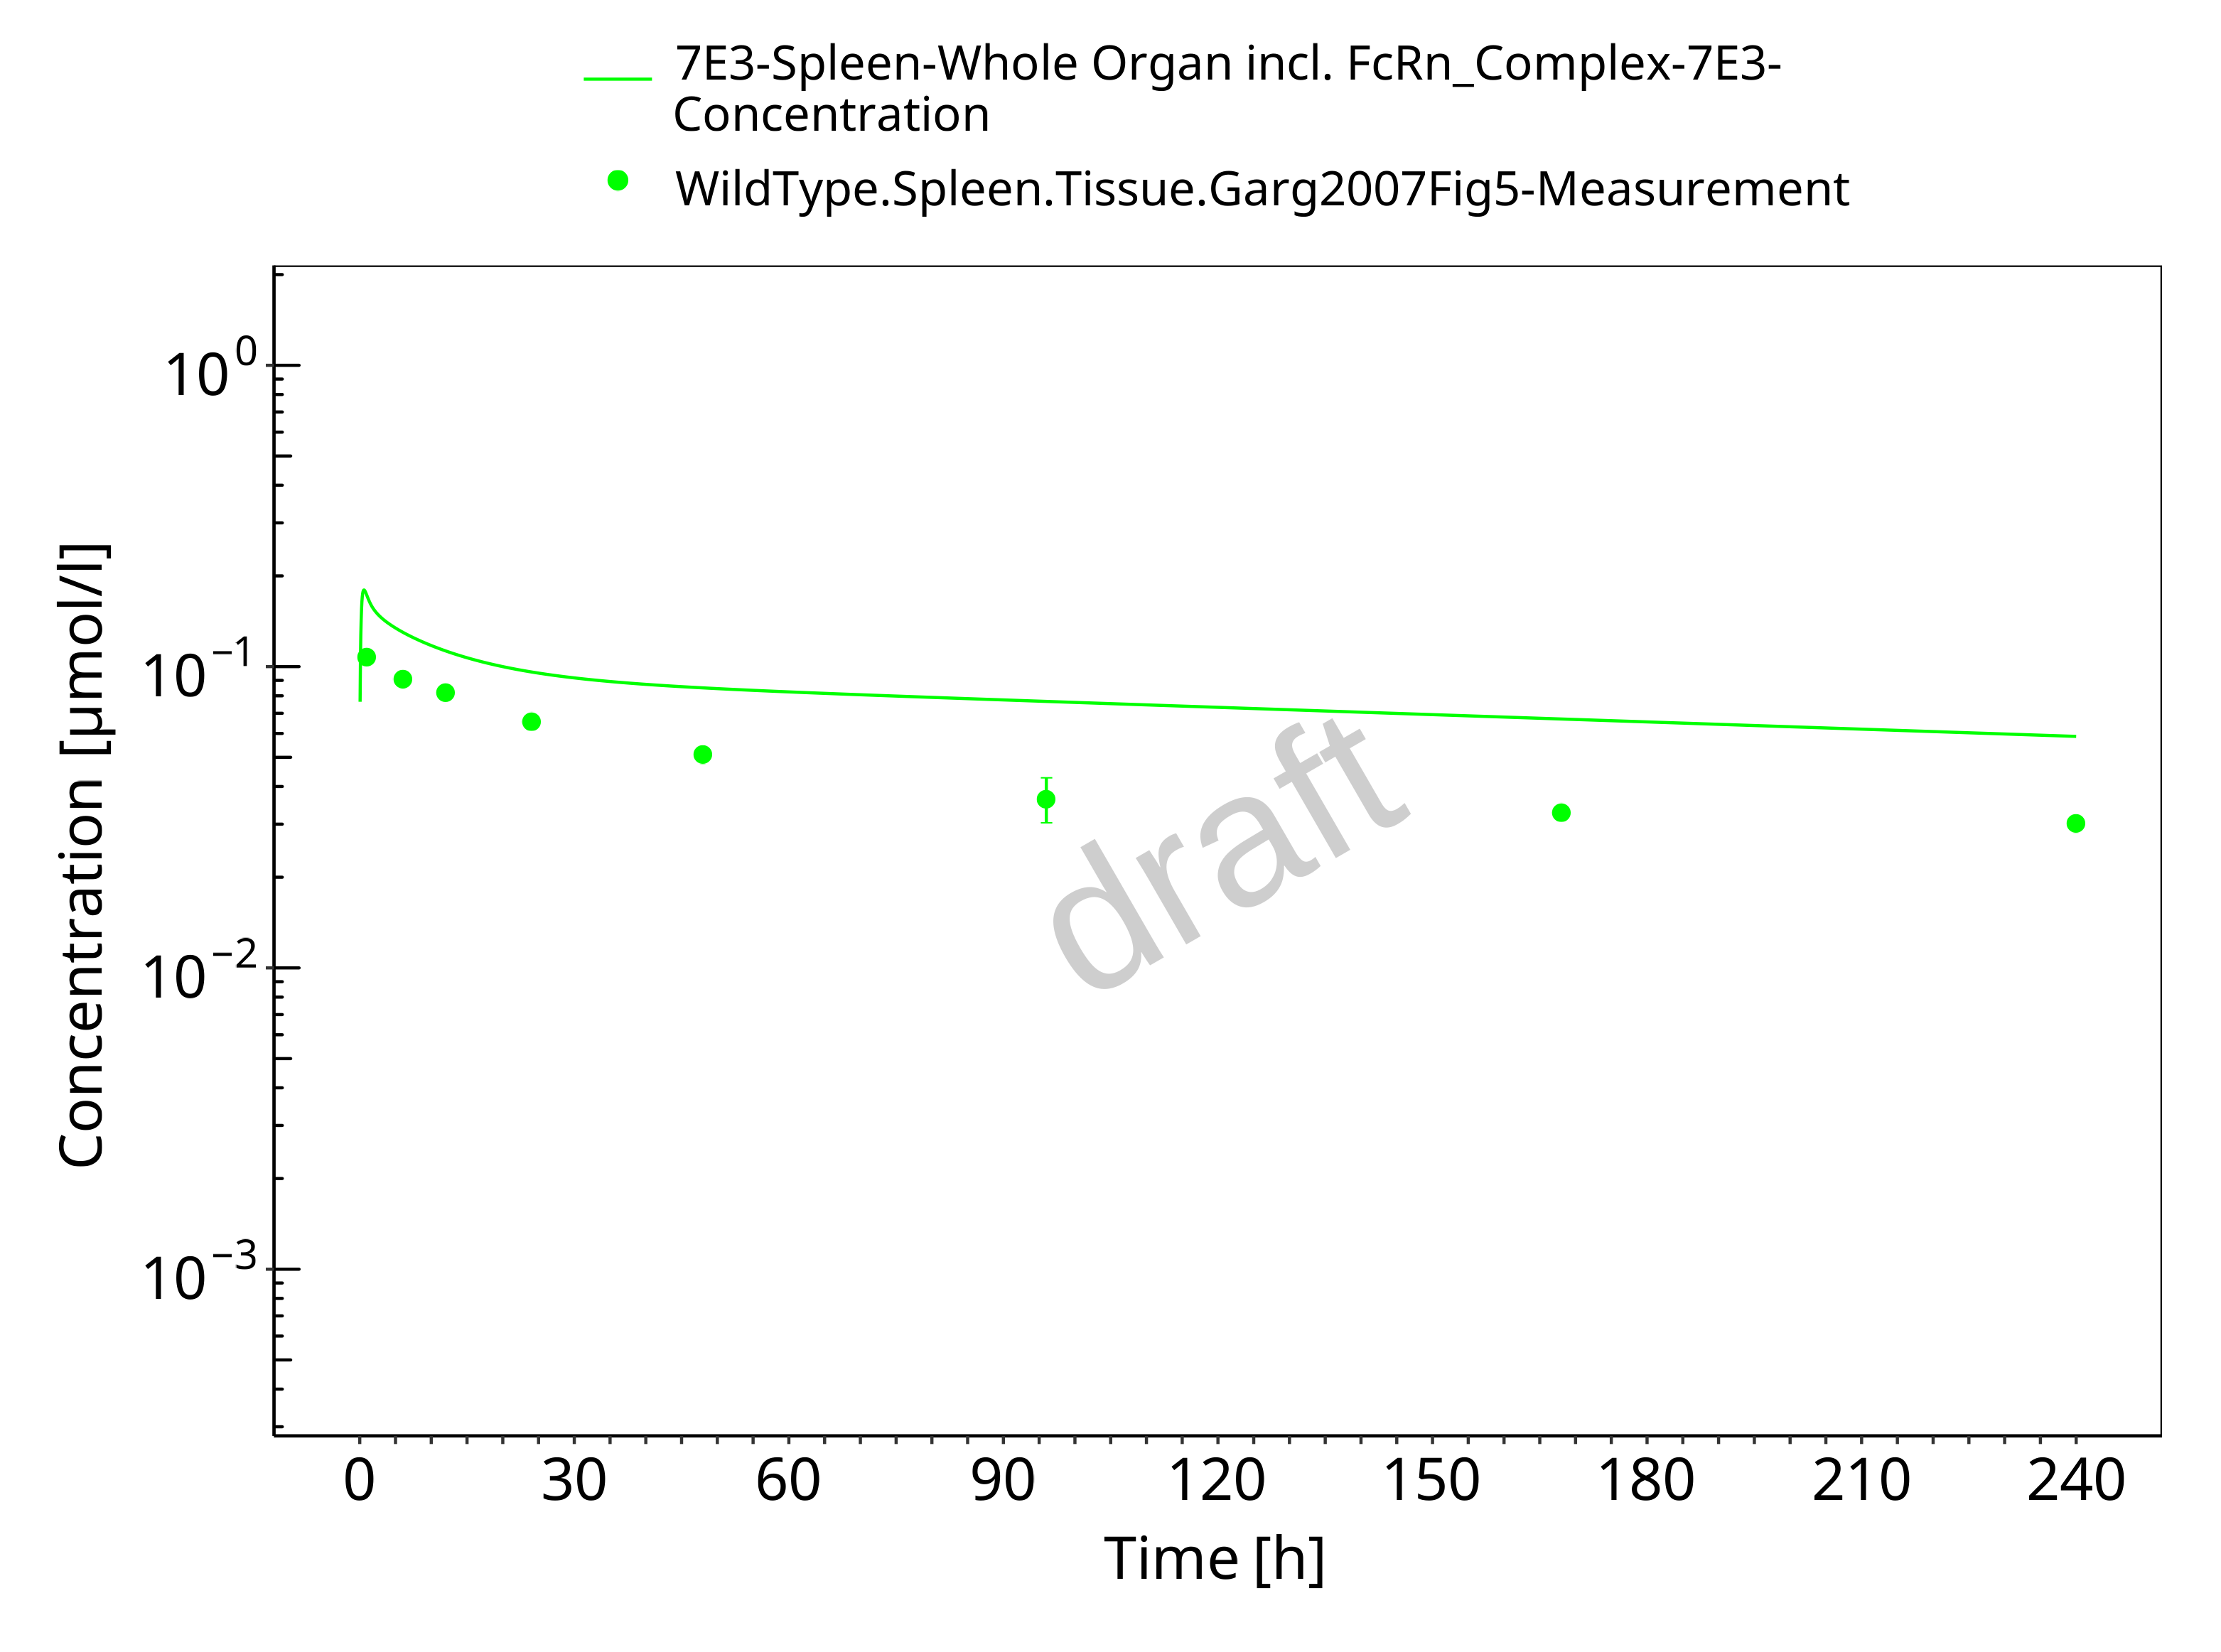 7E3-Spleen-Whole Organ incl. FcRn_Complex-7E3-
Concentration
WildType.Spleen.Tissue.Garg2007Fig5-Measurement
10^0
10^−1
10^−2
10^−3
Concentration [µmol/l]
draft
0 30 60 90 120 150 180 210 240
Time [h]